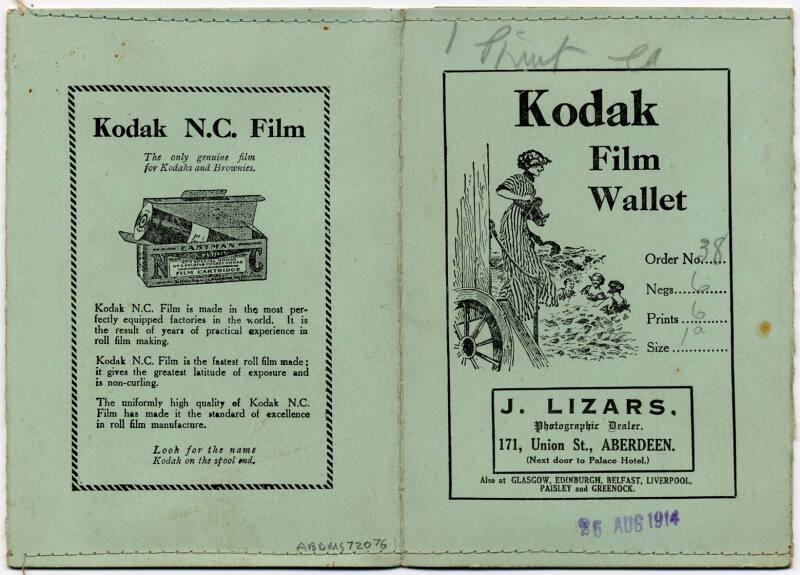 Kodak N.C. Film
The only genuine film
for Kodaks and Brownies.
EASTMAN
N C
FILM CARTRIDGE
Kodak N.C. Film is made in the most per-
fectly equipped factories in the world. It is
the result of years of practical experience in
roll film making.
Kodak N.C. Film is the fastest roll film made;
it gives the greatest latitude of exposure and
is non-curling.
The uniformly high quality of Kodak N.C.
Film has made it the standard of excellence
in roll film manufacture.
Look for the name
Kodak on the spool end.
ABDMS72075
1 Print ea
Kodak
Film
Wallet
Order No. 38
Negs. 6
Prints 6
Size 1a
J. LIZARS,
Photographic Dealer.
171, Union St., ABERDEEN.
(Next door to Palace Hotel.)
Also at GLASGOW, EDINBURGH, BELFAST, LIVERPOOL,
PAISLEY and GREENOCK.
26 AUG 1914